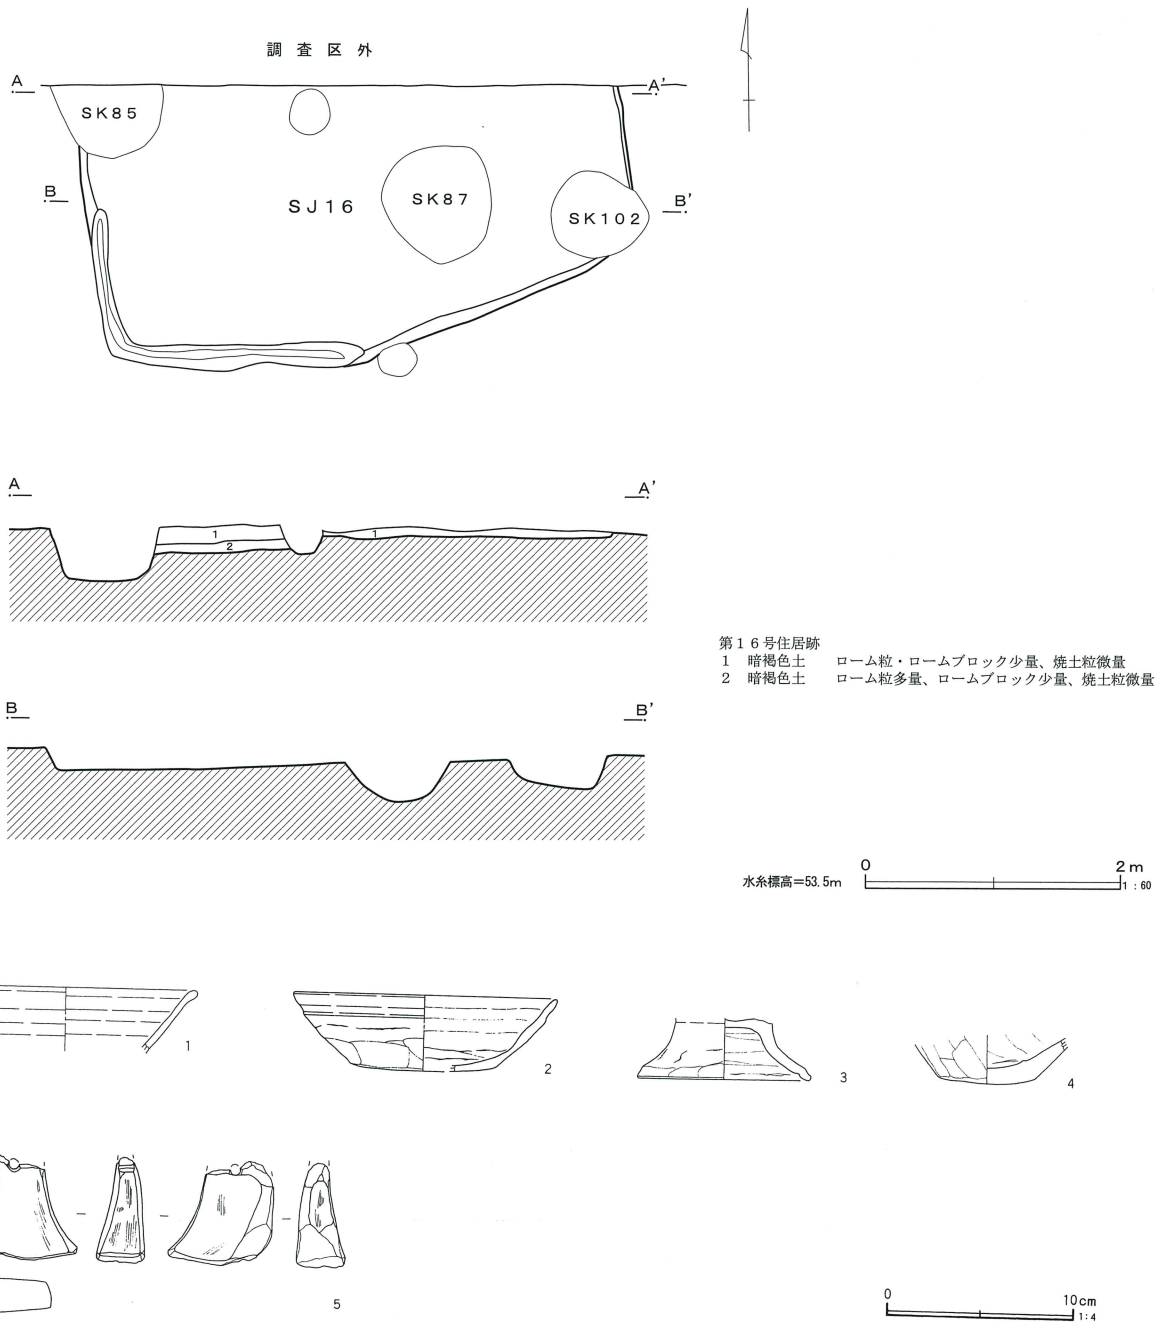 調査区外
A A'
SK85
B SJ16 SK87 SK102 B'
A A'
1 1
2
第16号住居跡
1 暗褐色土 ローム粒・ロームブロック少量、焼土粒微量
2 暗褐色土 ローム粒多量、ロームブロック少量、焼土粒微量
B B'
0 2m
水糸標高=53.5m 1:60
1 2 3 4
5
0 10cm
1:4